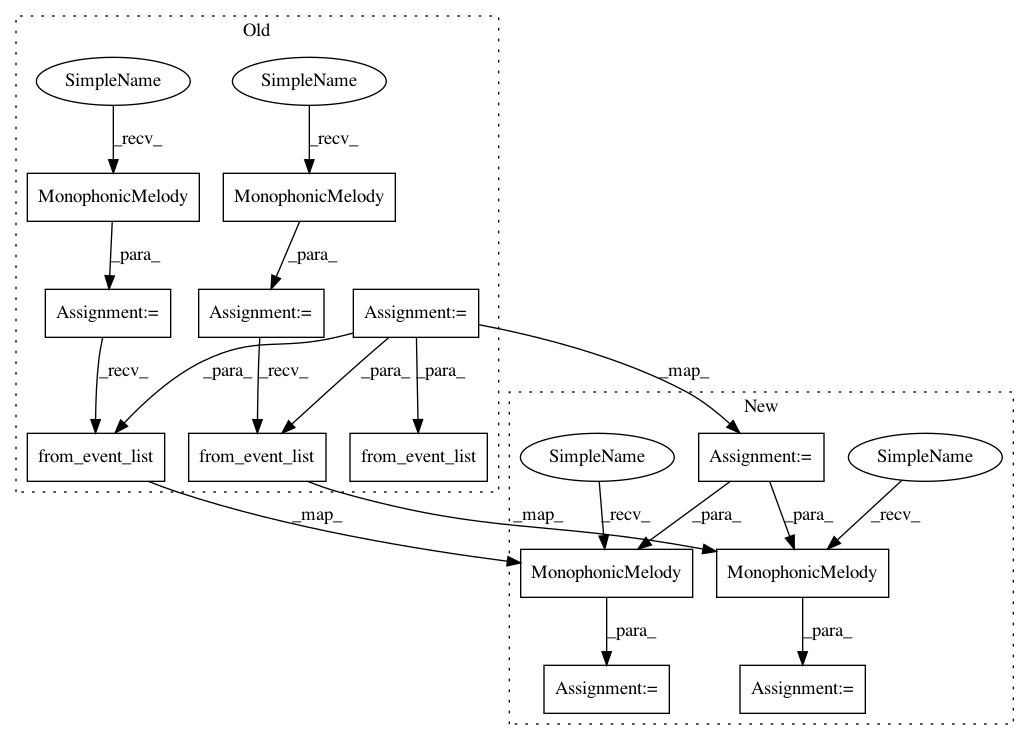 Old
SimpleName
SimpleName
_recv_
_recv_
MonophonicMelody
MonophonicMelody
_para_
_para_
Assignment:=
Assignment:=
Assignment:=
_recv_
_para_
_recv_
_para_
_para_
_map_
from_event_list
from_event_list
from_event_list
New
SimpleName
Assignment:=
SimpleName
_map_
_map_
_recv_
_para_
_para_
_recv_
MonophonicMelody
MonophonicMelody
_para_
_para_
Assignment:=
Assignment:=